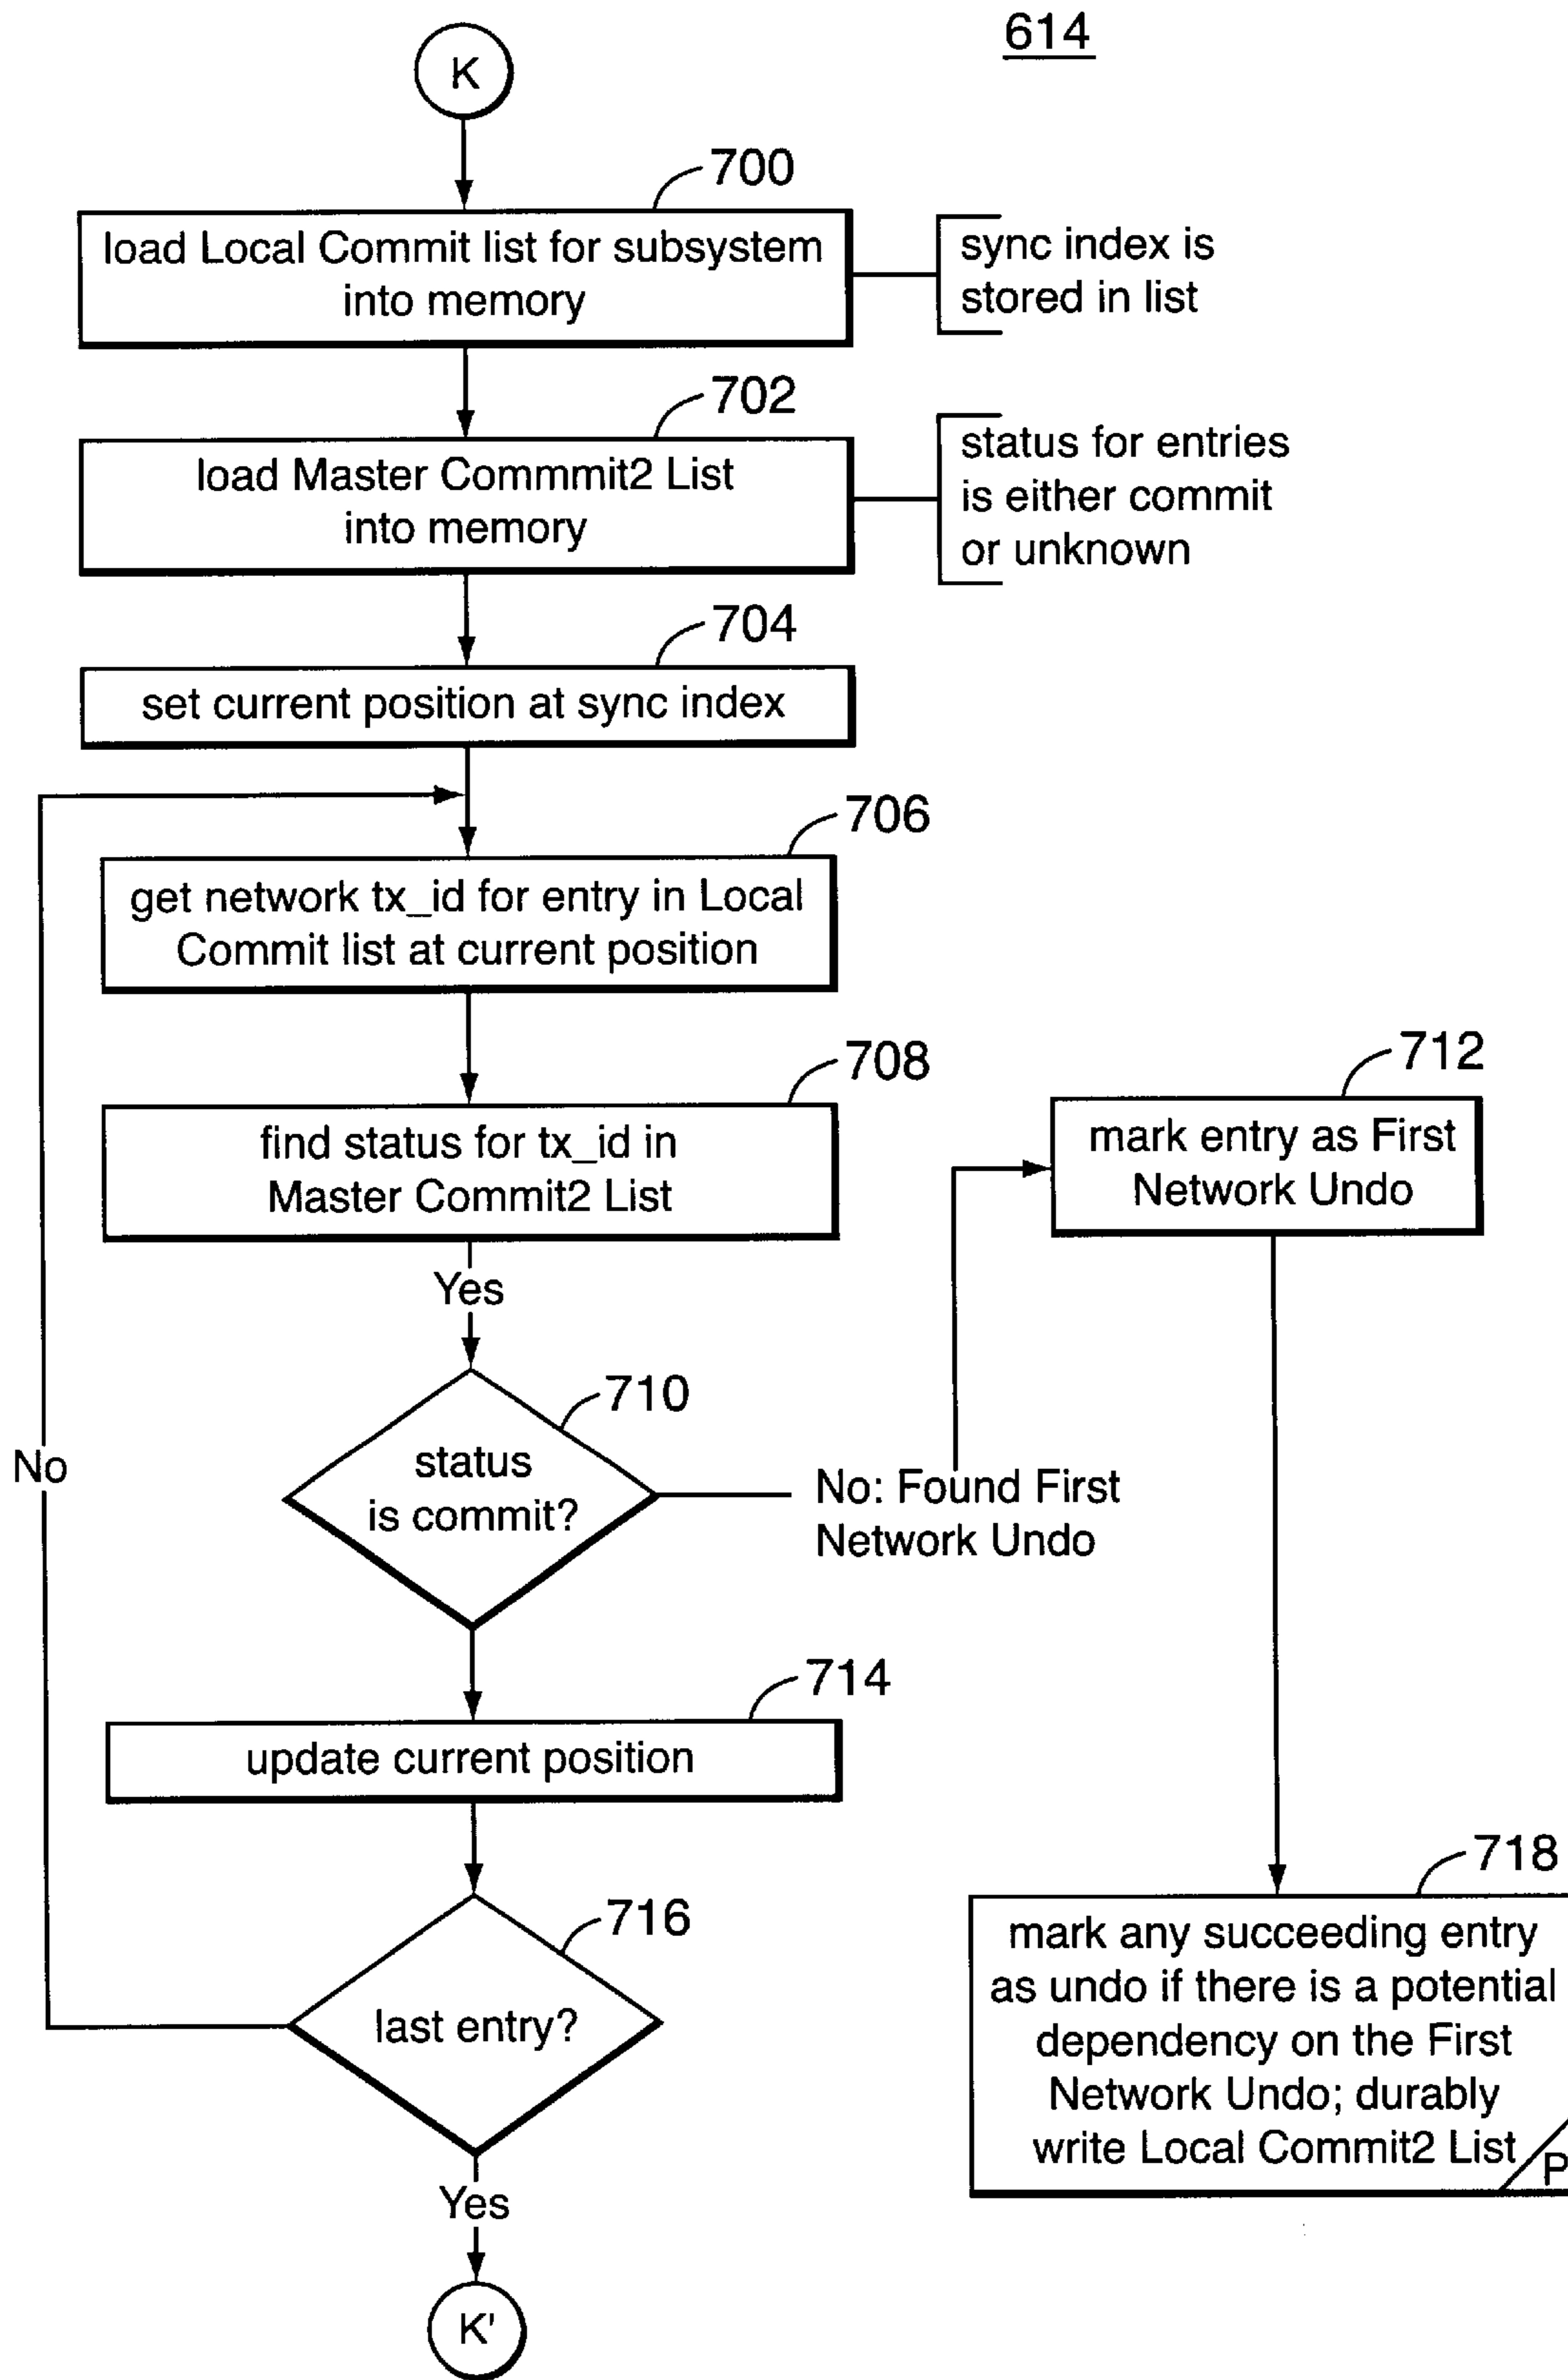 614
K
700
load Local Commit list for subsystem
into memory
sync index is
stored in list
702
load Master Commmit2 List
into memory
status for entries
is either commit
or unknown
704
set current position at sync index
706
get network tx_id for entry in Local
Commit list at current position
708
find status for tx_id in
Master Commit2 List
712
mark entry as First
Network Undo
Yes
710
status
is commit?
No
No: Found First
Network Undo
714
update current position
716
last entry?
718
mark any succeeding entry
as undo if there is a potential
dependency on the First
Network Undo; durably
write Local Commit2 List
P
Yes
K'